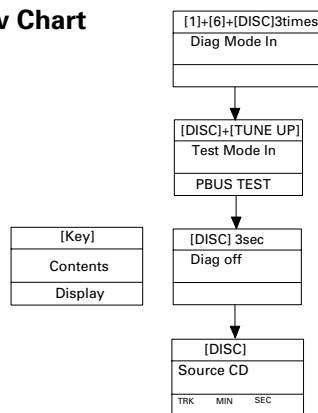 v Chart
[1]+[6]+[DISC]3times
Diag Mode In
[DISC]+[TUNE UP]
Test Mode In
PBUS TEST
[Key]
Contents
Display
[DISC] 3sec
Diag off
[DISC]
Source CD
TRK MIN SEC